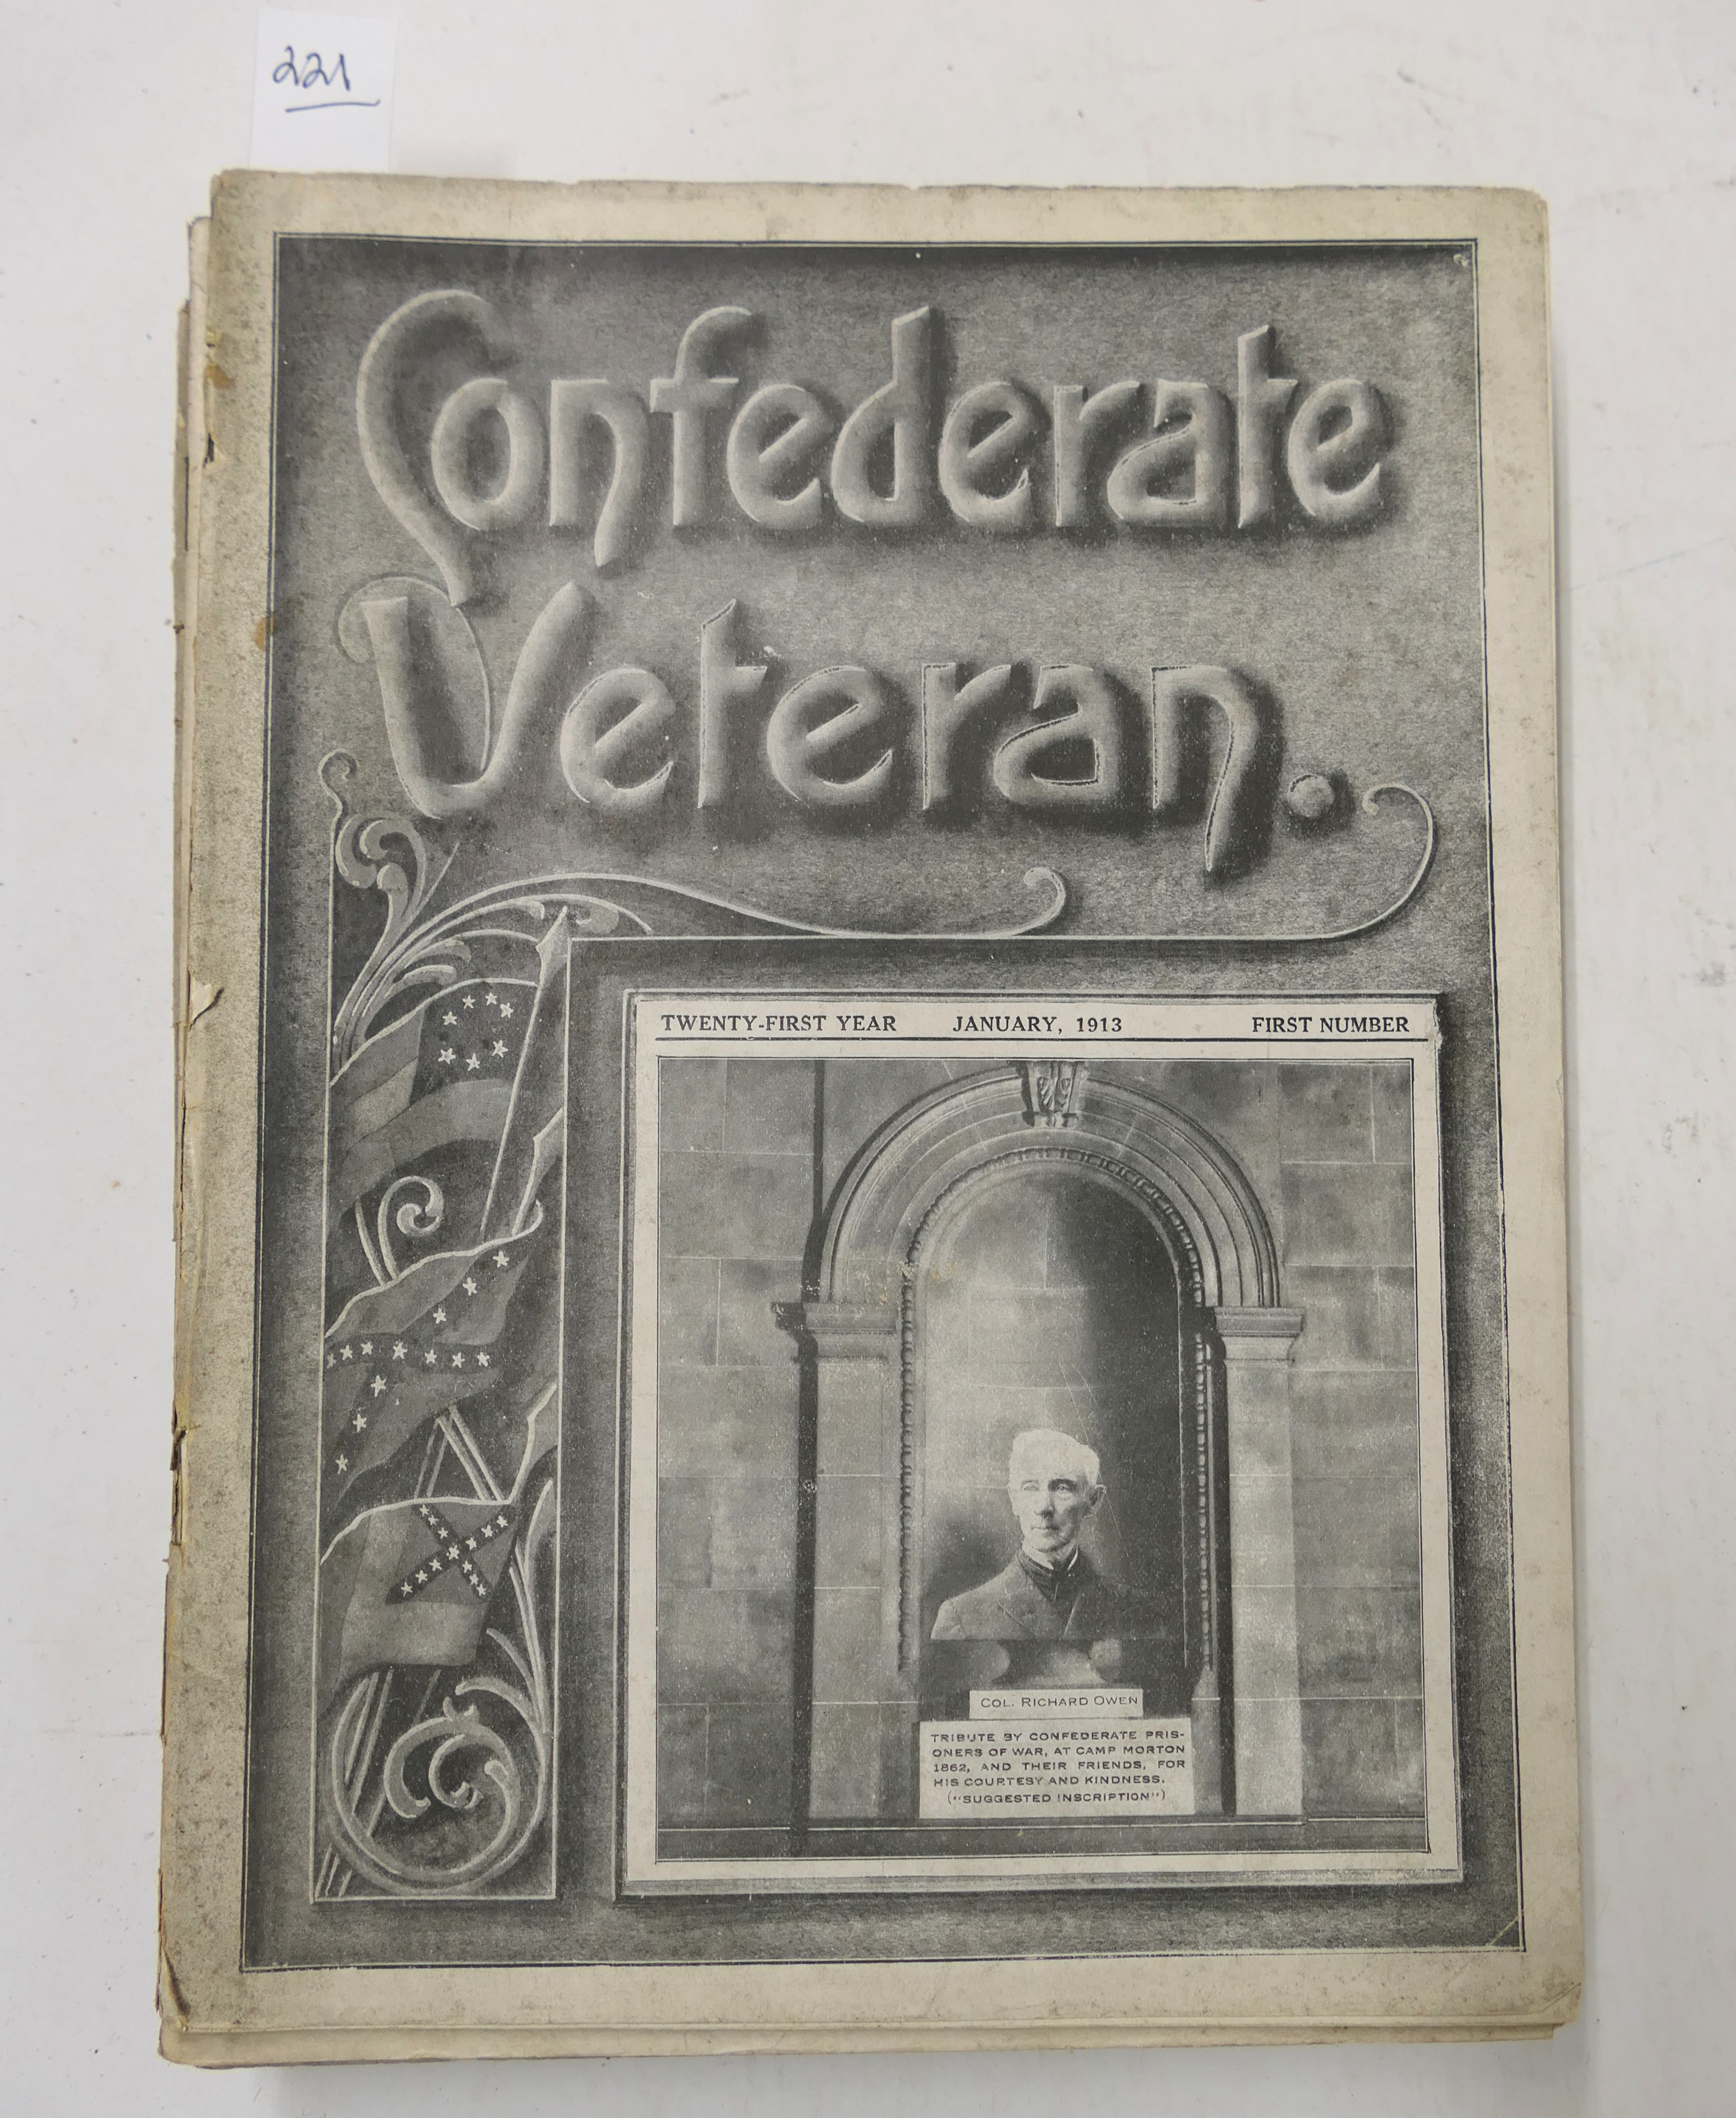 221
Confederate
Veteran.
TWENTY-FIRST YEAR JANUARY, 1913 FIRST NUMBER
COL. RICHARD OWEN
TRIBUTE BY CONFEDERATE PRIS-
ONERS OF WAR, AT CAMP MORTON
1862, AND THEIR FRIENDS, FOR
HIS COURTESY AND KINDNESS.
("SUGGESTED INSCRIPTION")